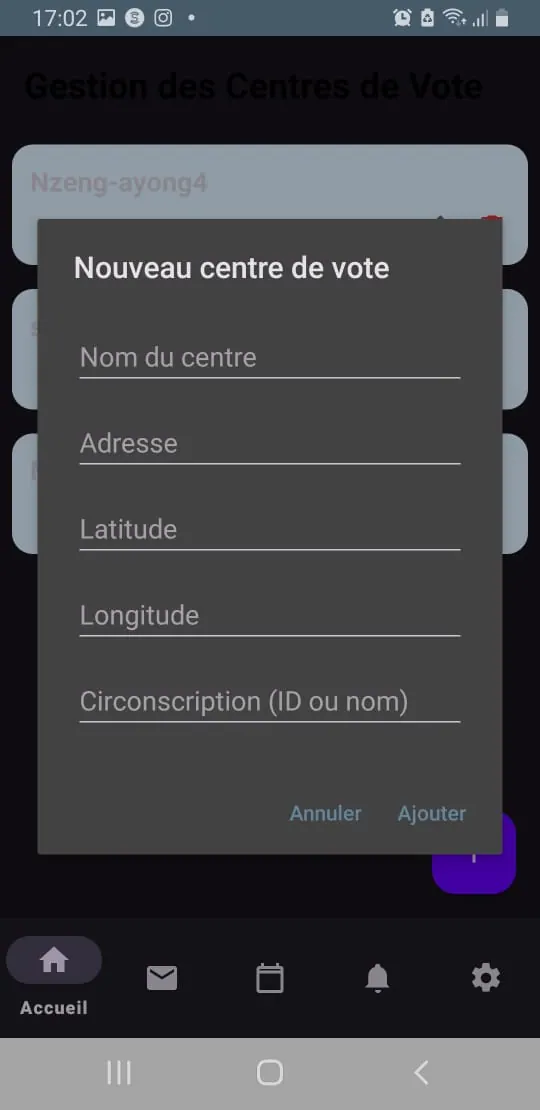 17:02
Gestion des Centres de Vote
Nzeng-ayong4
Nouveau centre de vote
Nom du centre
Adresse
Latitude
Longitude
Circonscription (ID ou nom)
Annuler Ajouter
Accueil